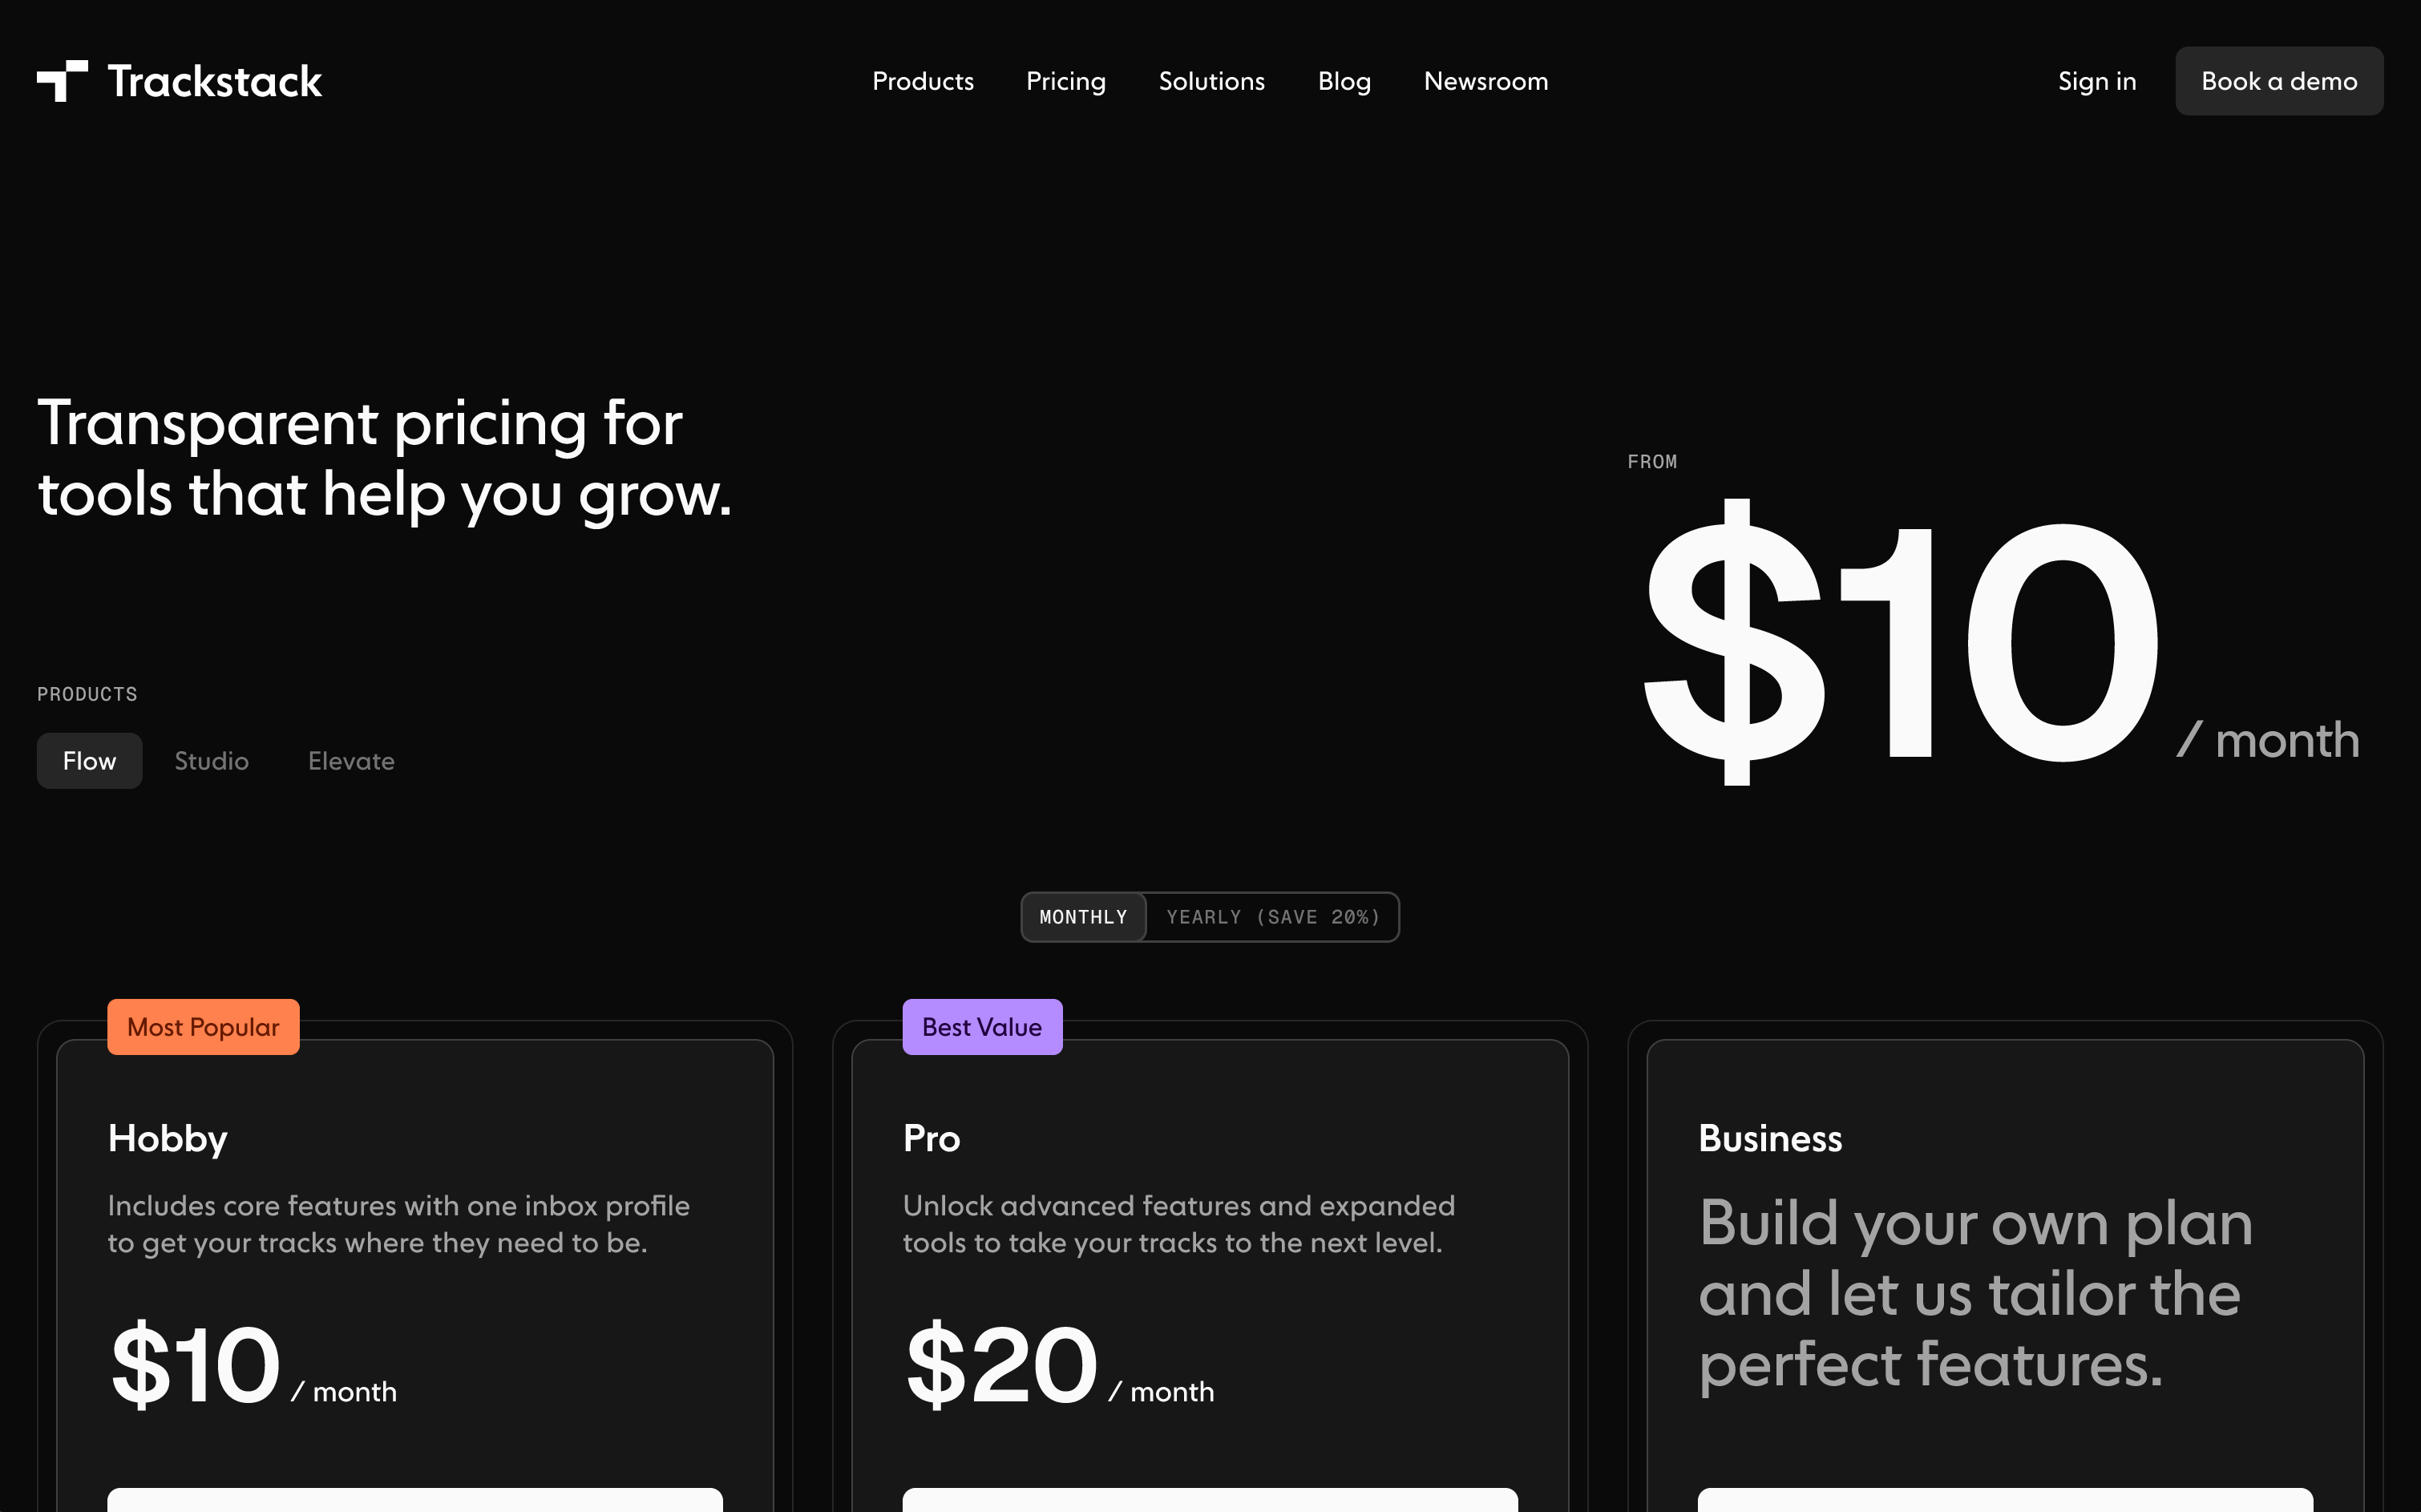 Trackstack
Products
Pricing
Solutions
Blog
Newsroom
Sign in
Book a demo
Transparent pricing for
tools that help you grow.
PRODUCTS
Flow
Studio
Elevate
FROM
$10 / month
MONTHLY
YEARLY (SAVE 20%)
Most Popular
Hobby
Includes core features with one inbox profile
to get your tracks where they need to be.
$10 / month
Best Value
Pro
Unlock advanced features and expanded
tools to take your tracks to the next level.
$20 / month
Business
Build your own plan
and let us tailor the
perfect features.